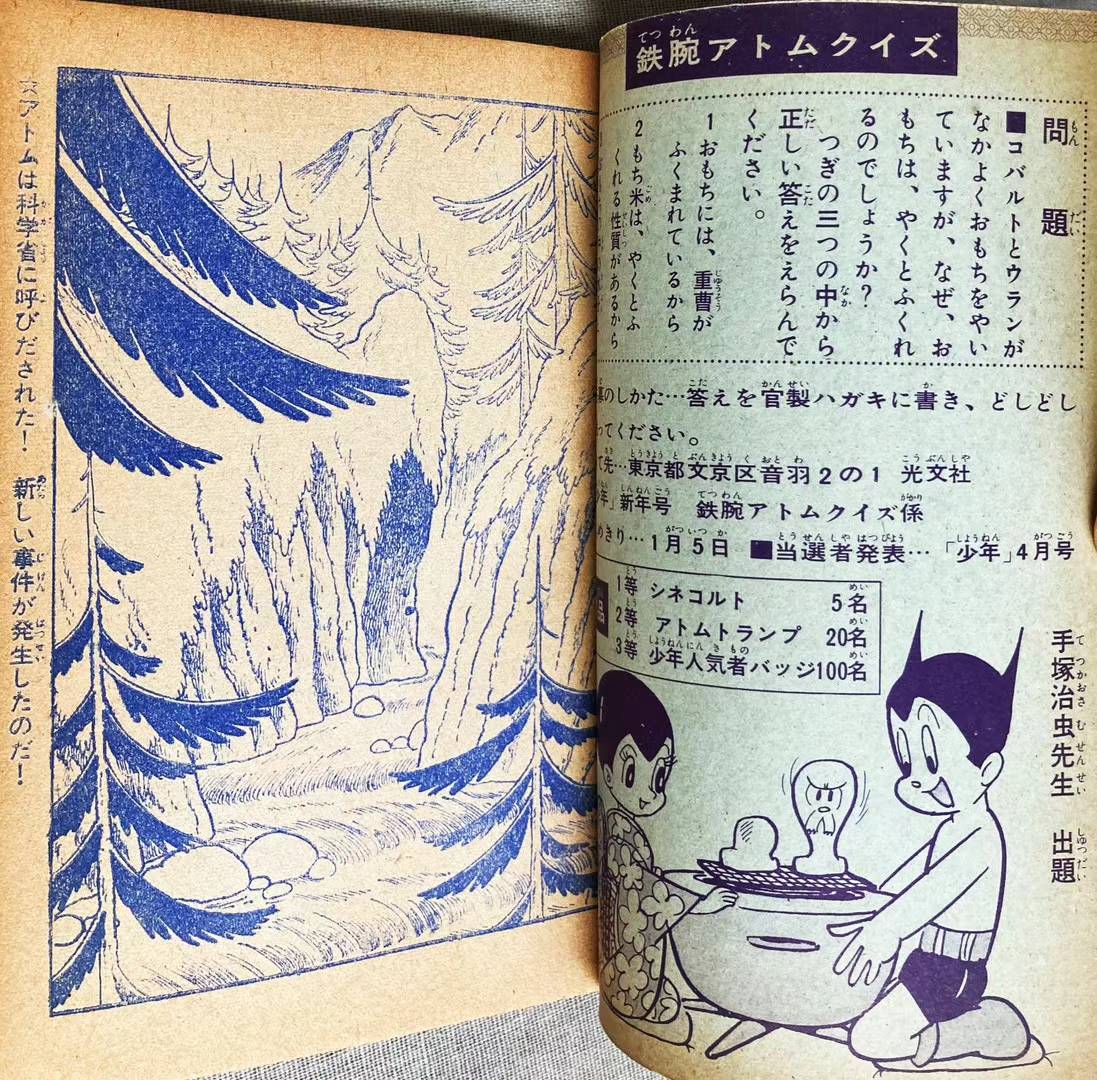 鉄腕アトムクイズ
問題
■コバルトとウランが
なかよくおもちをやい
ていますが、なぜ、お
もちは、やくとふくれ
るのでしょうか?
つぎの三つの中から
正しい答えをえらんで
ください。
1おもちには、重曹が
ふくまれているから
2もち米は、やくとふ
くれる性質があるから
のしかた…答えを官製ハガキに書き、どしどし
ってください。
先…東京都文京区音羽2の1 光文社
年」新年号 鉄腕アトムクイズ係
きり…1月5日 ■当選者発表…「少年」4月号
1等 シネコルト 5名
2等 アトムトランプ 20名
3等 少年人気者バッジ100名
手塚治虫先生 出題
☆アトムは科学省に呼びだされた! 新しい事件が発生したのだ!